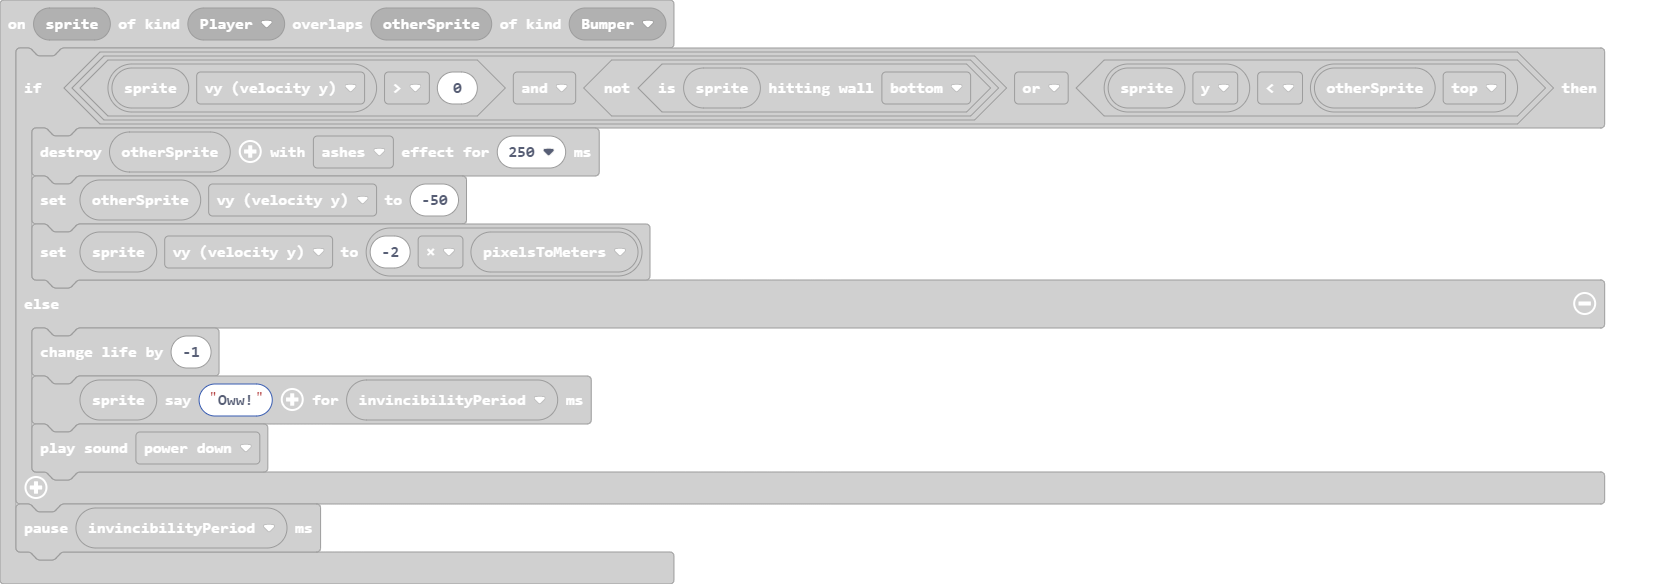 on sprite of kind Player overlaps otherSprite of kind Bumper
if sprite vy (velocity y) > 0 and not is sprite hitting wall bottom or sprite y < otherSprite top then
destroy otherSprite with ashes effect for 250 ms
set otherSprite vy (velocity y) to -50
set sprite vy (velocity y) to -2 × pixelsToMeters
else
change life by -1
sprite say "Oww!" for invincibilityPeriod ms
play sound power down
pause invincibilityPeriod ms